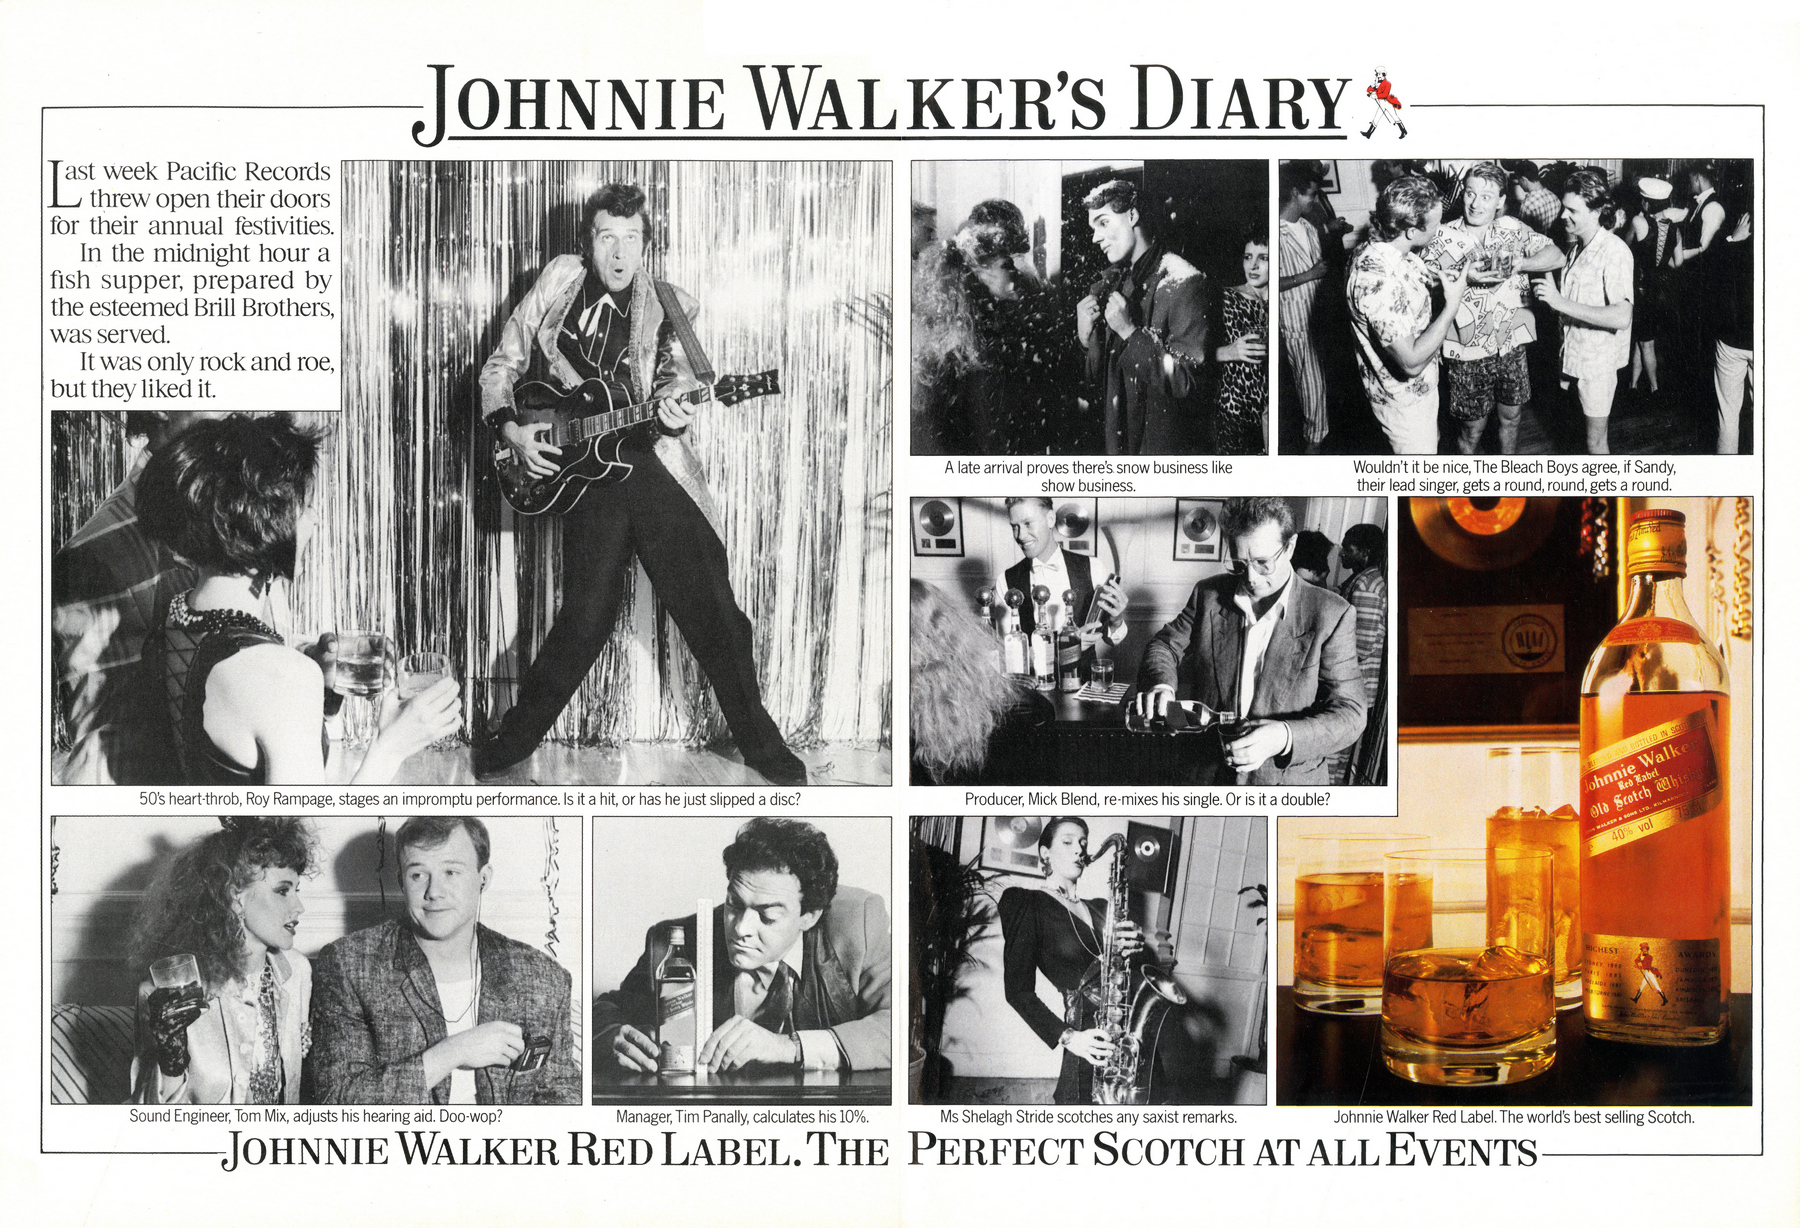 JOHNNIE WALKER'S DIARY
Last week Pacific Records
threw open their doors
for their annual festivities.
In the midnight hour a
fish supper, prepared by
the esteemed Brill Brothers,
was served.
It was only rock and roe,
but they liked it.
50's heart-throb, Roy Rampage, stages an impromptu performance. Is it a hit, or has he just slipped a disc?
A late arrival proves there's snow business like
show business.
Wouldn't it be nice, The Bleach Boys agree, if Sandy,
their lead singer, gets a round, round, gets a round.
Producer, Mick Blend, re-mixes his single. Or is it a double?
Johnnie Walker
Red Label
Old Scotch Whis
40% vol
HIGHEST
AWARDS
Sound Engineer, Tom Mix, adjusts his hearing aid. Doo-wop?
Manager, Tim Panally, calculates his 10%.
Ms Shelagh Stride scotches any saxist remarks.
Johnnie Walker Red Label. The world's best selling Scotch.
JOHNNIE WALKER RED LABEL. THE PERFECT SCOTCH AT ALL EVENTS